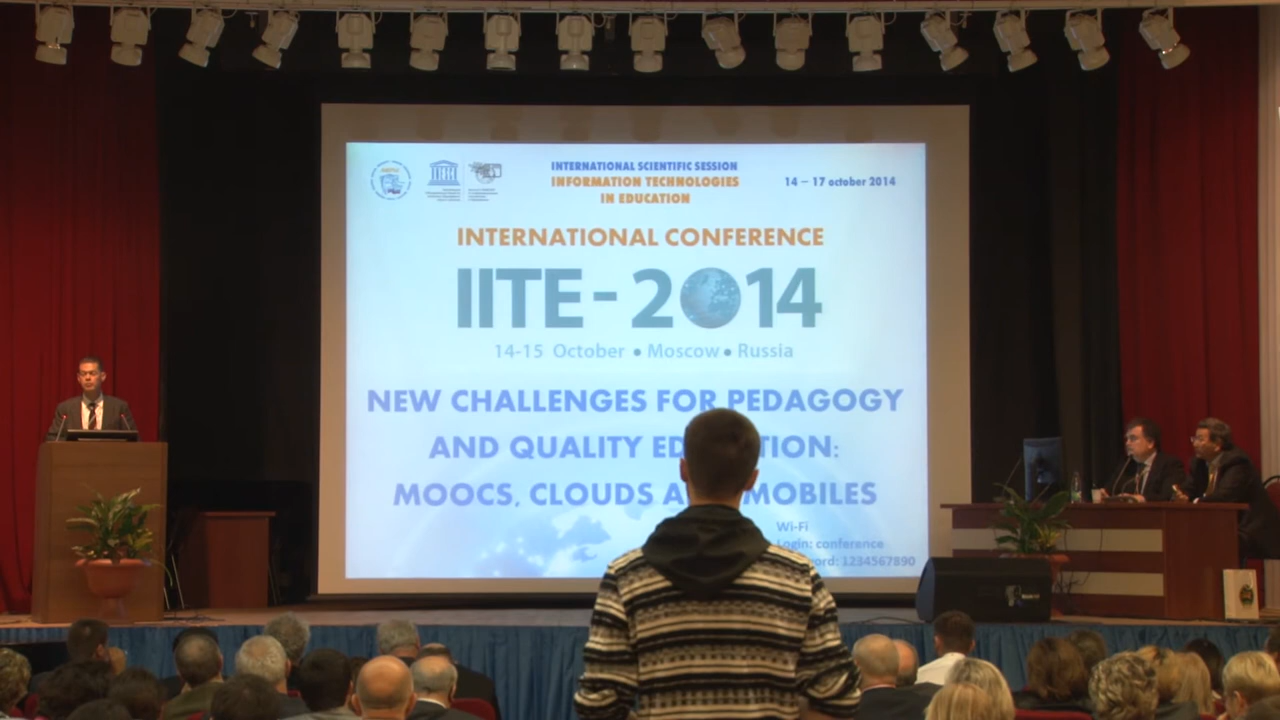 INTERNATIONAL SCIENTIFIC SESSION
INFORMATION TECHNOLOGIES
IN EDUCATION
14 – 17 october 2014
INTERNATIONAL CONFERENCE
IITE - 2014
14-15 October • Moscow • Russia
NEW CHALLENGES FOR PEDAGOGY
AND QUALITY ED TION:
MOOCS, CLOUDS A MOBILES
Wi-Fi
Login: conference
ord: 1234567890